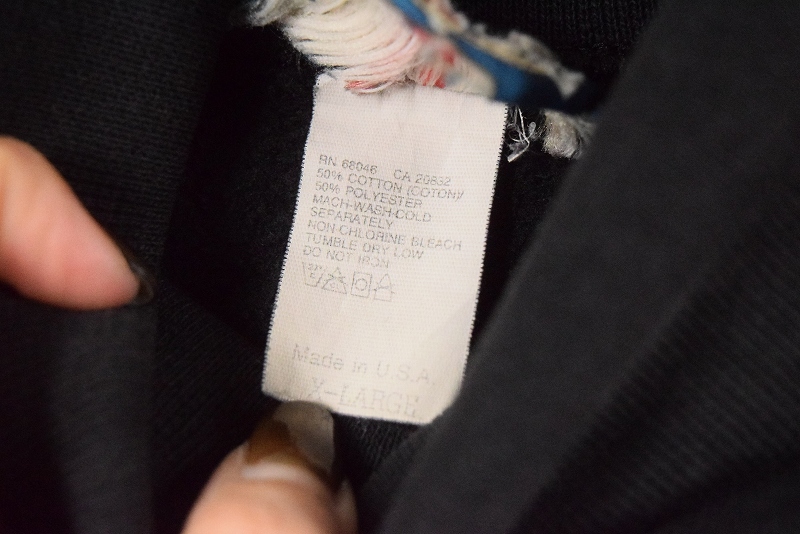 RN 68046 CA 20832
50% COTTON (COTON)/
50% POLYESTER
MACH-WASH-COLD
SEPARATELY
NON-CHLORINE BLEACH
TUMBLE DRY LOW
DO NOT IRON
Made in U.S.A.
X-LARGE